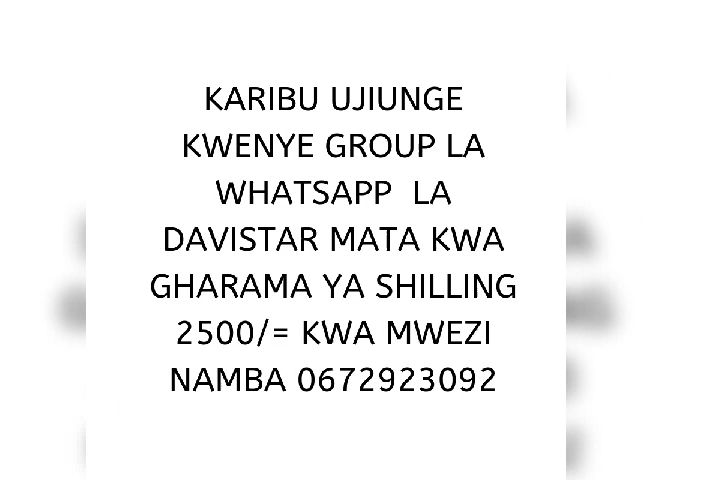 KARIBU UJIUNGE
KWENYE GROUP LA
WHATSAPP LA
DAVISTAR MATA KWA
GHARAMA YA SHILLING
2500/= KWA MWEZI
NAMBA 0672923092